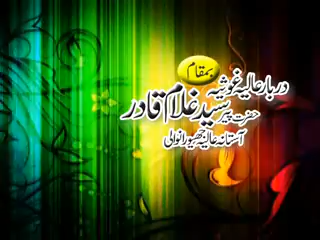 دربار عالیہ غوثیہ
بمقام
حضرت پیر سید غلام قادر
آستانہ عالیہ